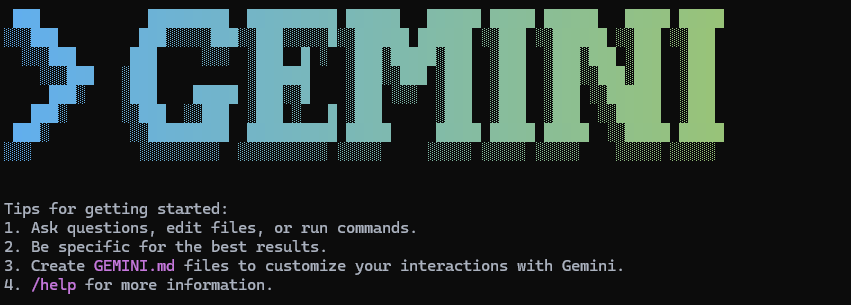 > GEMINI
Tips for getting started:
1. Ask questions, edit files, or run commands.
2. Be specific for the best results.
3. Create GEMINI.md files to customize your interactions with Gemini.
4. /help for more information.